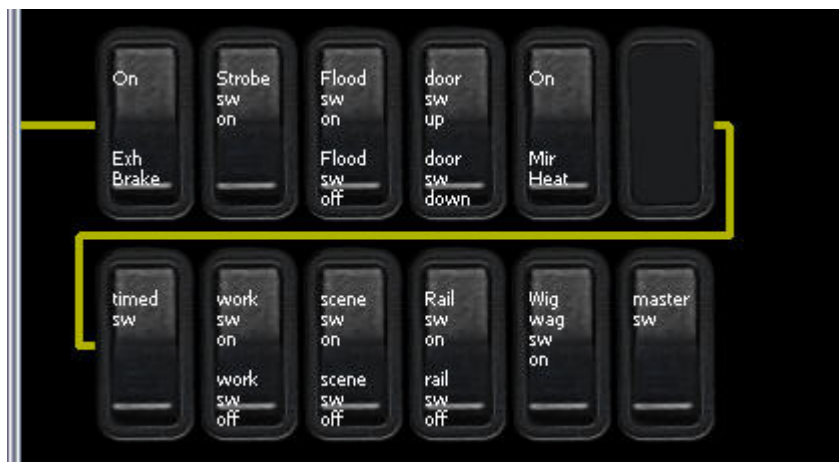 On
Exh
Brake
Strobe
sw
on
Flood
sw
on
Flood
sw
off
door
sw
up
door
sw
down
On
Mir
Heat
timed
sw
work
sw
on
work
sw
off
scene
sw
on
scene
sw
off
Rail
sw
on
rail
sw
off
Wig
wag
sw
on
master
sw